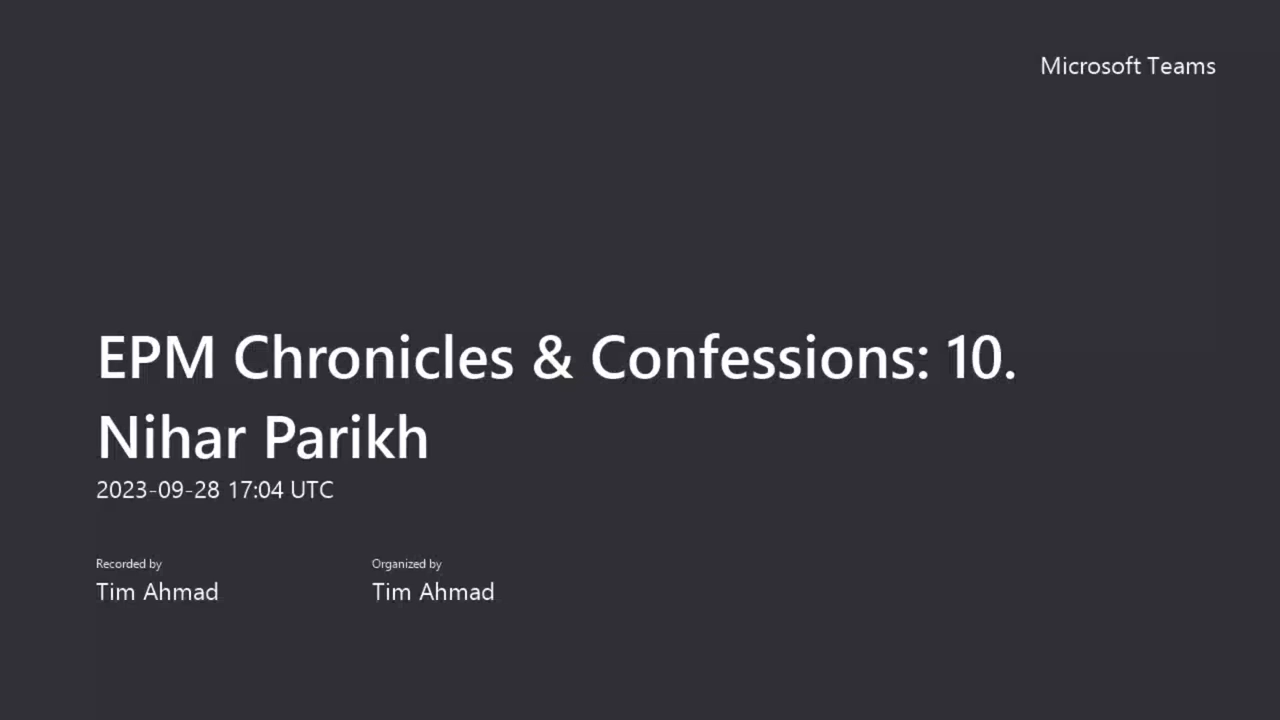 Microsoft Teams
EPM Chronicles & Confessions: 10.
Nihar Parikh
2023-09-28 17:04 UTC
Recorded by
Tim Ahmad
Organized by
Tim Ahmad